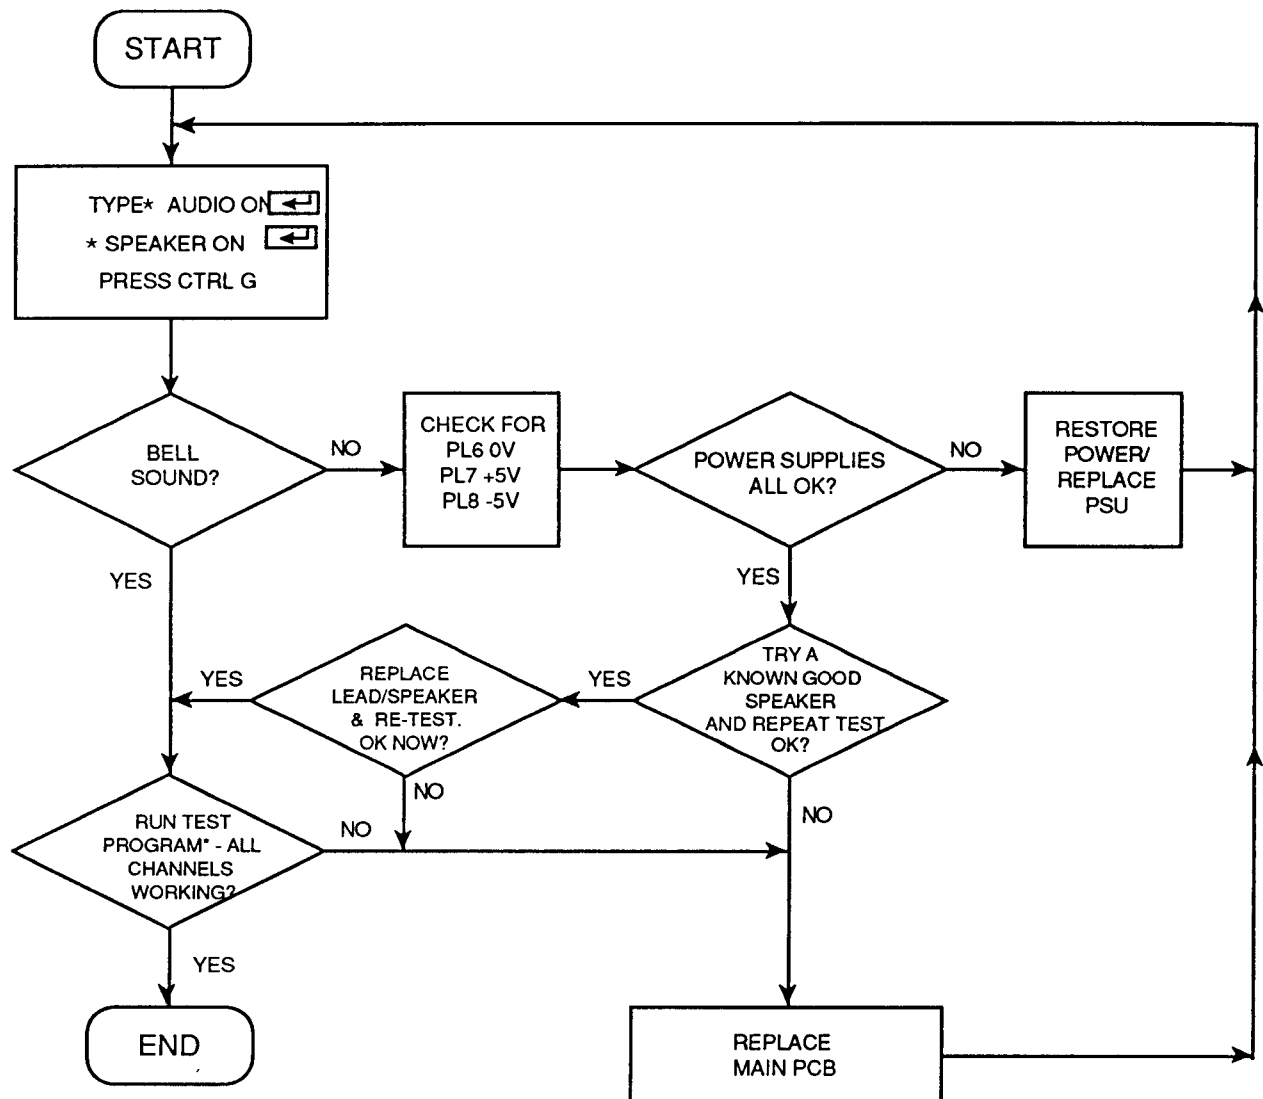 START
TYPE* AUDIO ON
* SPEAKER ON
PRESS CTRL G
BELL
SOUND?
NO
CHECK FOR
PL6 0V
PL7 +5V
PL8 -5V
POWER SUPPLIES
ALL OK?
NO
RESTORE
POWER/
REPLACE
PSU
YES
YES
TRY A
KNOWN GOOD
SPEAKER
AND REPEAT TEST
OK?
YES
REPLACE
LEAD/SPEAKER
& RE-TEST.
OK NOW?
YES
NO
NO
RUN TEST
PROGRAM* - ALL
CHANNELS
WORKING?
NO
YES
END
REPLACE
MAIN PCB